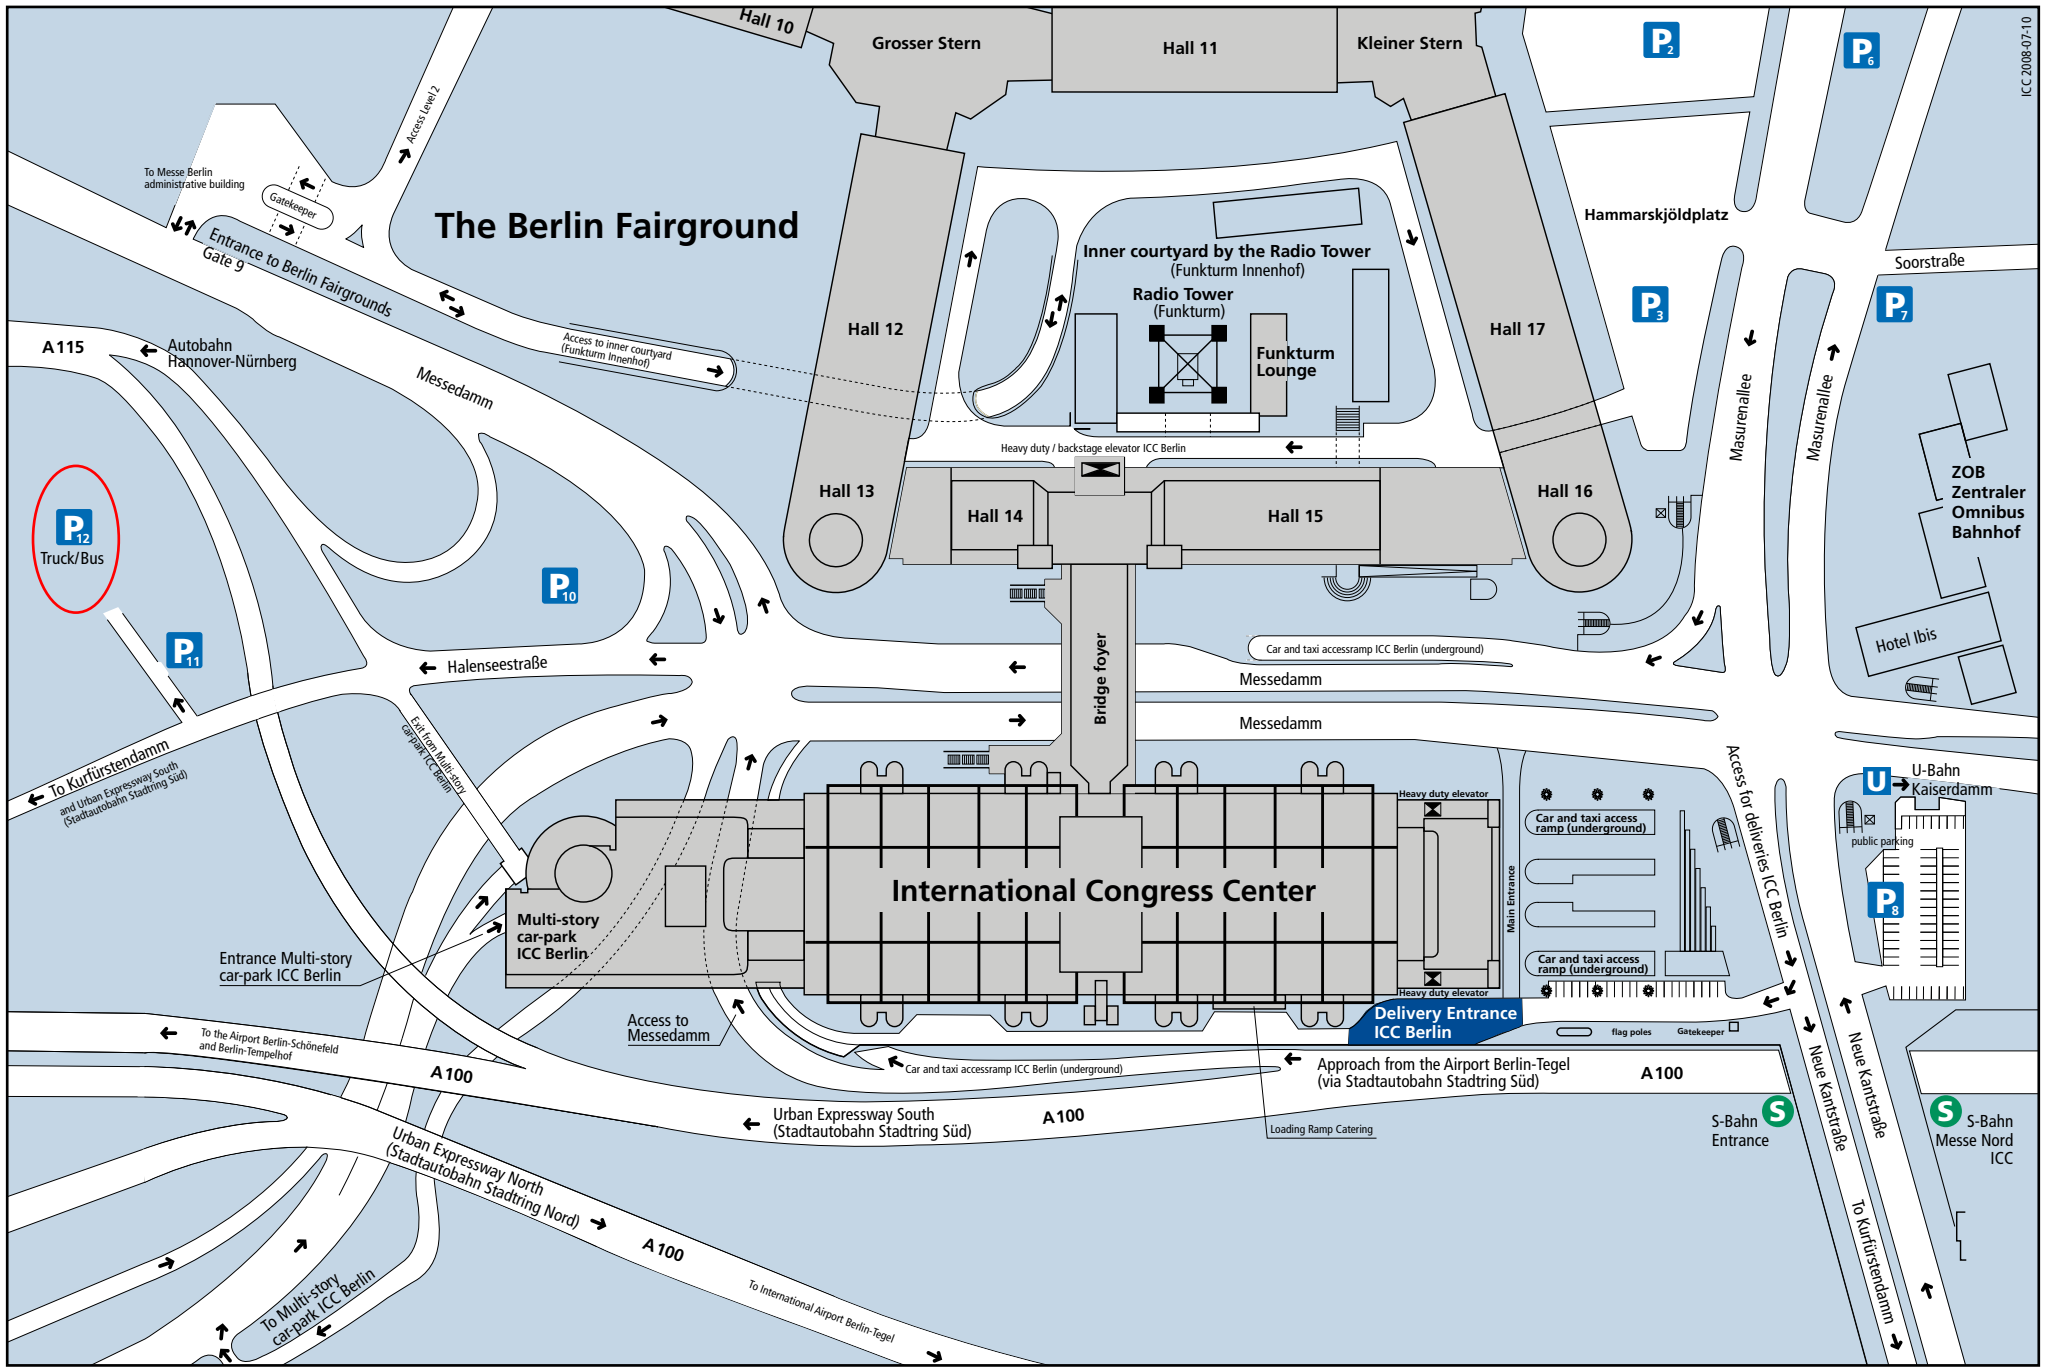 Hall 10
Grosser Stern
Hall 11
Kleiner Stern
P2
P6
ICC 2008-07-10
Access Level 2
To Messe Berlin
administrative building
Gatekeeper
Entrance to Berlin Fairgrounds
Gate 9
The Berlin Fairground
Hammarskjöldplatz
Inner courtyard by the Radio Tower
(Funkturm Innenhof)
Radio Tower
(Funkturm)
Soorstraße
P3
P7
A 115
Autobahn
Hannover-Nürnberg
Messedamm
Access to inner courtyard
(Funkturm Innenhof)
Hall 12
Funkturm
Lounge
Hall 17
Masurenallee
Masurenallee
Heavy duty / backstage elevator ICC Berlin
Hall 13
Hall 14
Hall 15
Hall 16
ZOB
Zentraler
Omnibus
Bahnhof
P12
Truck/Bus
P10
P11
Halenseestraße
Bridge foyer
Car and taxi accessramp ICC Berlin (underground)
Messedamm
Messedamm
Hotel Ibis
To Kurfürstendamm
and Urban Expressway South
(Stadtautobahn Stadtring Süd)
Exit from Multi-story
car-park ICC Berlin
Access for deliveries ICC Berlin
U
U-Bahn
Kaiserdamm
public parking
P8
Heavy duty elevator
Car and taxi access
ramp (underground)
International Congress Center
Main Entrance
Multi-story
car-park
ICC Berlin
Entrance Multi-story
car-park ICC Berlin
Car and taxi access
ramp (underground)
Heavy duty elevator
Delivery Entrance
ICC Berlin
flag poles
Gatekeeper
Access to
Messedamm
To the Airport Berlin-Schönefeld
and Berlin-Tempelhof
A 100
Car and taxi accessramp ICC Berlin (underground)
Approach from the Airport Berlin-Tegel
(via Stadtautobahn Stadtring Süd)
A 100
Neue Kantstraße
Neue Kantstraße
Urban Expressway South
(Stadtautobahn Stadtring Süd)
A 100
Loading Ramp Catering
S-Bahn
Entrance
S
S
S-Bahn
Messe Nord
ICC
Urban Expressway North
(Stadtautobahn Stadtring Nord)
A 100
To International Airport Berlin-Tegel
To Multi-story
car-park ICC Berlin
To Kurfürstendamm